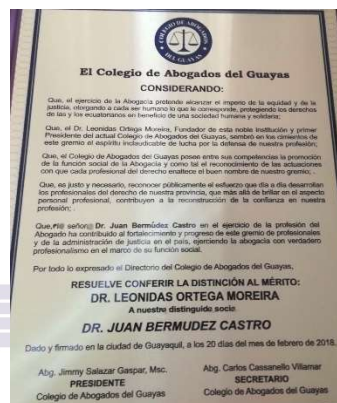 COLEGIO DE ABOGADOS
DEL GUAYAS
El Colegio de Abogados del Guayas
CONSIDERANDO:
Que, el ejercicio de la Abogacía pretende alcanzar el imperio de la equidad y de la
justicia, otorgando a cada ser humano lo que le corresponde, protegiendo los derechos
de las y los ecuatorianos en beneficio de una sociedad humana y solidaria;
Que, el Dr. Leonidas Ortega Moreira, Fundador de esta noble institución y primer
Presidente del actual Colegio de Abogados del Guayas, sembró en los cimientos de
este gremio el espíritu inclaudicable de lucha por la defensa de nuestra profesión;
Que, el Colegio de Abogados del Guayas posee entre sus competencias la promoción
de la función social de la Abogacía y como tal el reconocimiento de las actuaciones
con que cada profesional del derecho enaltece el buen nombre de nuestro gremio; .
Que, es justo y necesario, reconocer públicamente el esfuerzo que día a día desarrollan
los profesionales del derecho de nuestra provincia, que más allá de brillar en el aspecto
personal profesional, contribuyen a la reconstrucción de la confianza en nuestra
profesión; .
Que, señor Dr. Juan Bermúdez Castro en el ejercicio de la profesión del
Abogado ha contribuido al fortalecimiento y progreso de este gremio de profesionales
y de la administración de justicia en el país, ejerciendo la abogacía con verdadero
profesionalismo en el marco de su función social.
Por todo lo expresado el Directorio del Colegio de Abogados del Guayas,
RESUELVE CONFERIR LA DISTINCIÓN AL MÉRITO:
DR. LEONIDAS ORTEGA MOREIRA
A nuestro distinguido socio
DR. JUAN BERMUDEZ CASTRO
Dado y firmado en la ciudad de Guayaquil, a los 20 días del mes de febrero de 2018.
Abg. Jimmy Salazar Gaspar, Msc.
PRESIDENTE
Colegio de Abogados del Guayas
Abg. Carlos Cassanello Villamar
SECRETARIO
Colegio de Abogados del Guayas